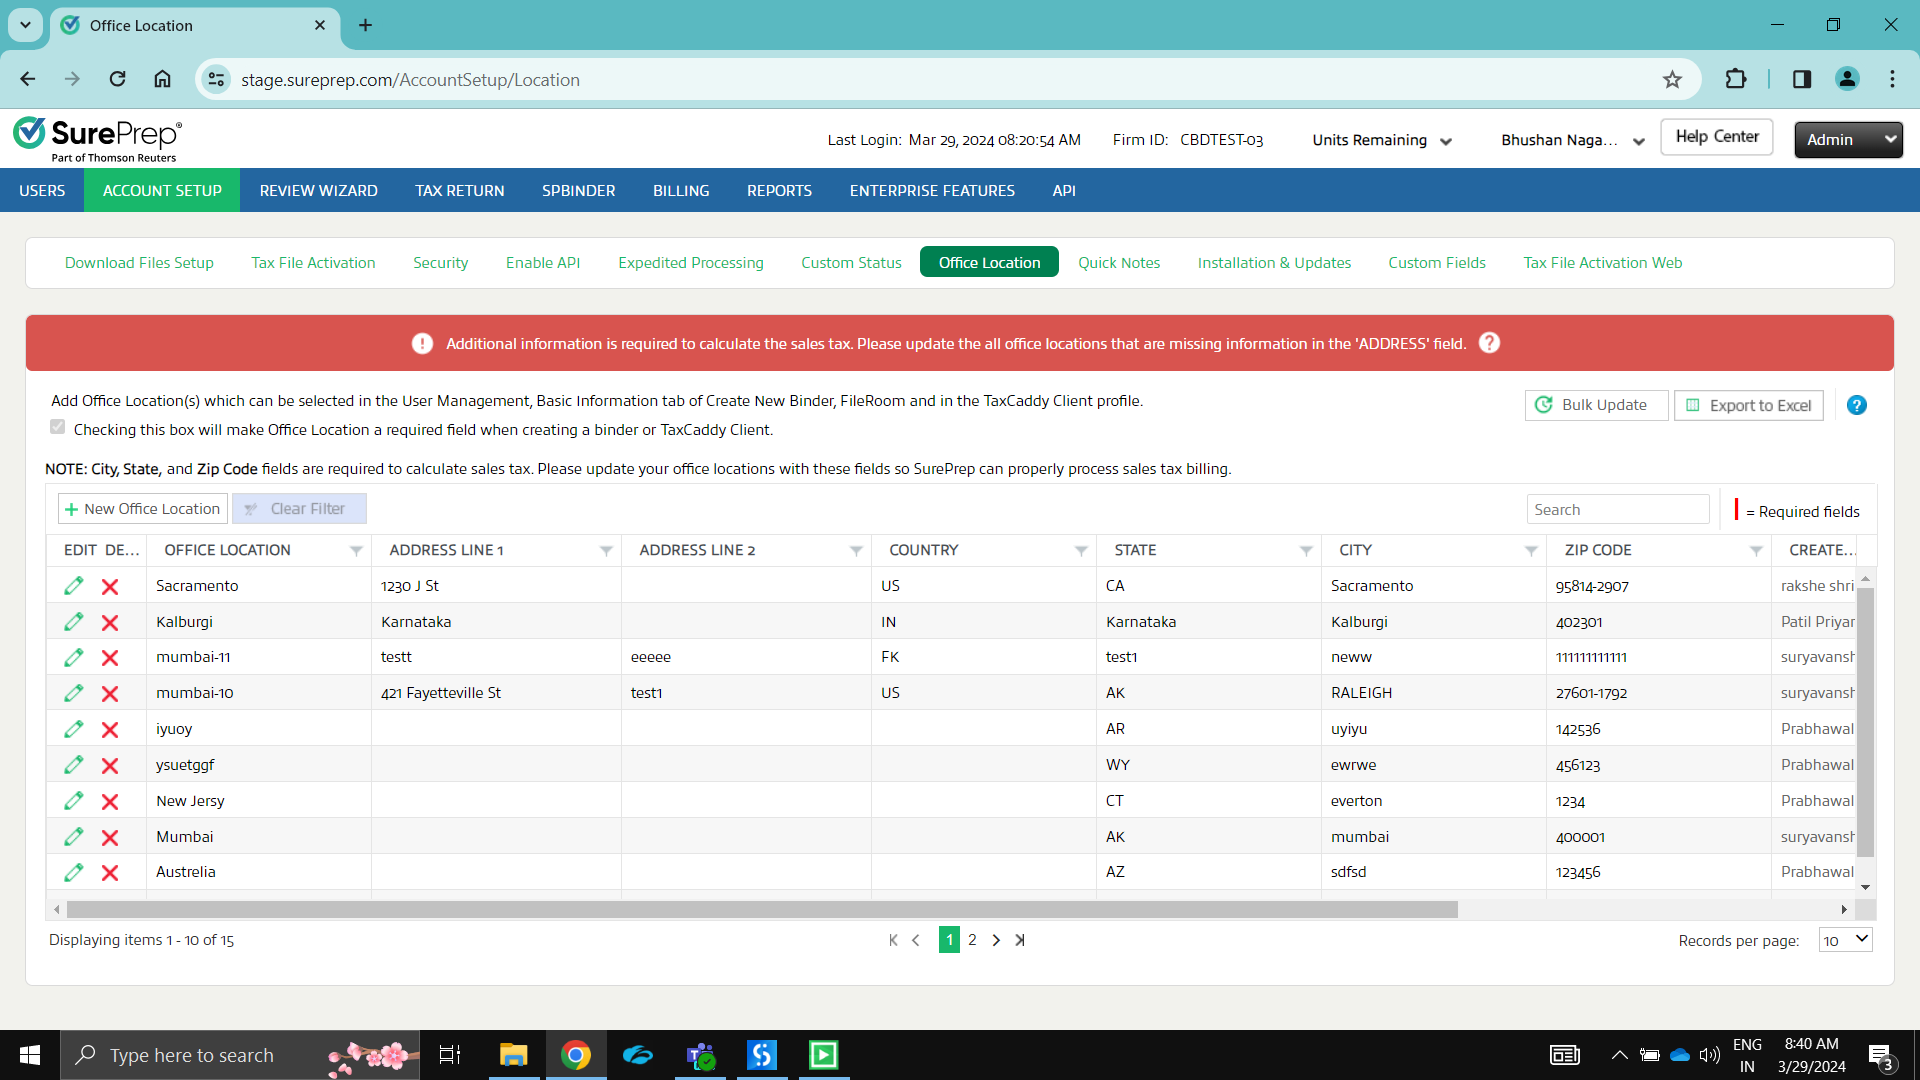 Office Location
stage.sureprep.com/AccountSetup/Location
SurePrep®
Part of Thomson Reuters
Last Login: Mar 29, 2024 08:20:54 AM Firm ID: CBDTEST-03 Units Remaining Bhushan Naga... Help Center Admin
USERS ACCOUNT SETUP REVIEW WIZARD TAX RETURN SPBINDER BILLING REPORTS ENTERPRISE FEATURES API
Download Files Setup Tax File Activation Security Enable API Expedited Processing Custom Status Office Location Quick Notes Installation & Updates Custom Fields Tax File Activation Web
Additional information is required to calculate the sales tax. Please update the all office locations that are missing information in the 'ADDRESS' field. ?
Add Office Location(s) which can be selected in the User Management, Basic Information tab of Create New Binder, FileRoom and in the TaxCaddy Client profile.
Bulk Update Export to Excel ?
Checking this box will make Office Location a required field when creating a binder or TaxCaddy Client.
NOTE: City, State, and Zip Code fields are required to calculate sales tax. Please update your office locations with these fields so SurePrep can properly process sales tax billing.
+ New Office Location Clear Filter Search = Required fields
EDIT DE... OFFICE LOCATION ADDRESS LINE 1 ADDRESS LINE 2 COUNTRY STATE CITY ZIP CODE CREATE...
Sacramento 1230 J St US CA Sacramento 95814-2907 rakshe shri
Kalburgi Karnataka IN Karnataka Kalburgi 402301 Patil Priyar
mumbai-11 testt eeeee FK test1 neww 111111111111 suryavansh
mumbai-10 421 Fayetteville St test1 US AK RALEIGH 27601-1792 suryavansh
iyuoy AR uyiyu 142536 Prabhawal
ysuetggf WY ewrwe 456123 Prabhawal
New Jersy CT everton 1234 Prabhawal
Mumbai AK mumbai 400001 suryavansh
Austrelia AZ sdfsd 123456 Prabhawal
Displaying items 1 - 10 of 15 1 2 Records per page: 10
Type here to search
ENG
IN
8:40 AM
3/29/2024
3